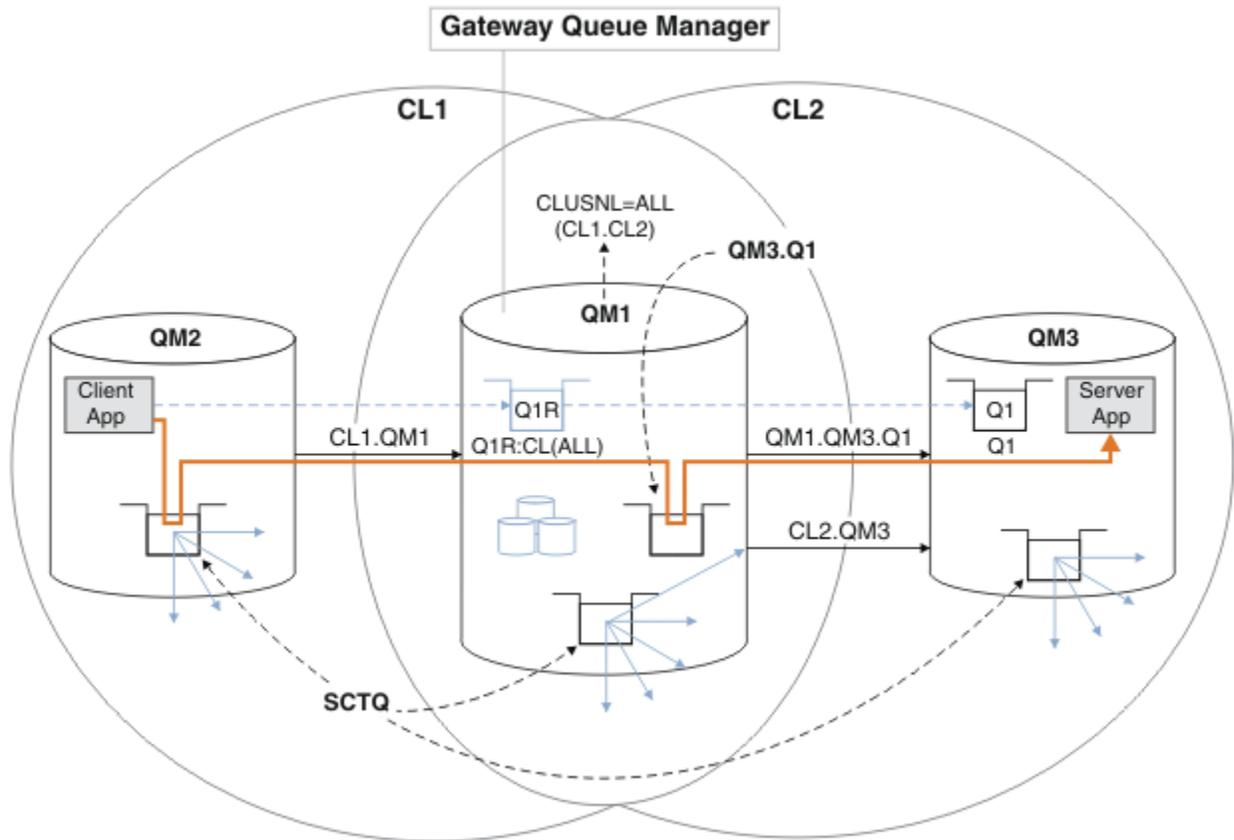 Gateway Queue Manager
CL1
CL2
CLUSNL=ALL
(CL1.CL2)
QM3.Q1
QM2
QM1
QM3
Client
App
Q1R
Q1
Server
App
CL1.QM1
Q1R:CL(ALL)
QM1.QM3.Q1
Q1
CL2.QM3
SCTQ